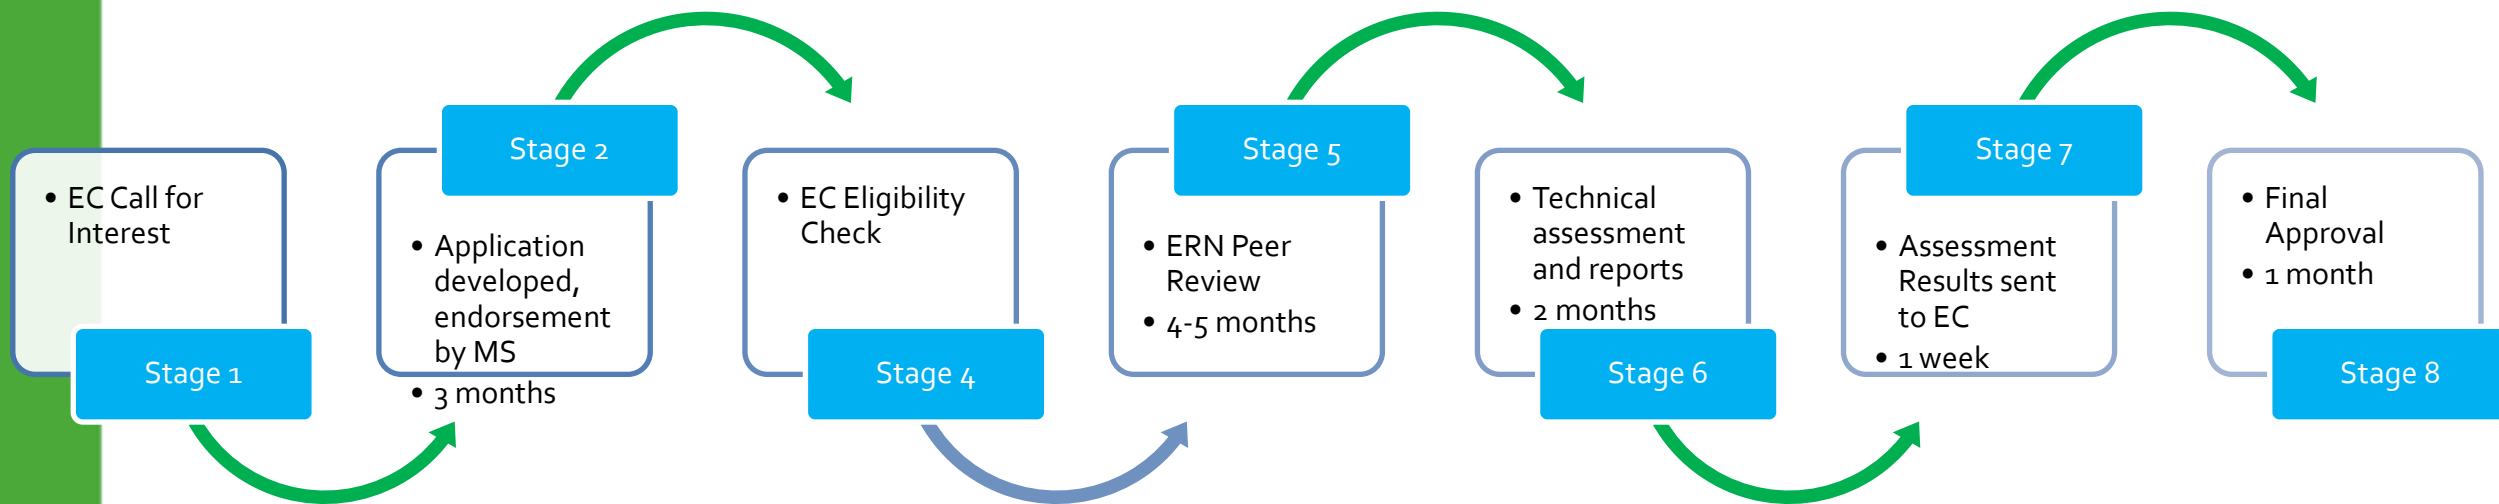 • EC Call for
Interest
Stage 1
Stage 2
• Application
developed,
endorsement
by MS
• 3 months
• EC Eligibility
Check
Stage 4
Stage 5
• ERN Peer
Review
• 4-5 months
• Technical
assessment
and reports
• 2 months
Stage 6
Stage 7
• Assessment
Results sent
to EC
• 1 week
• Final
Approval
• 1 month
Stage 8